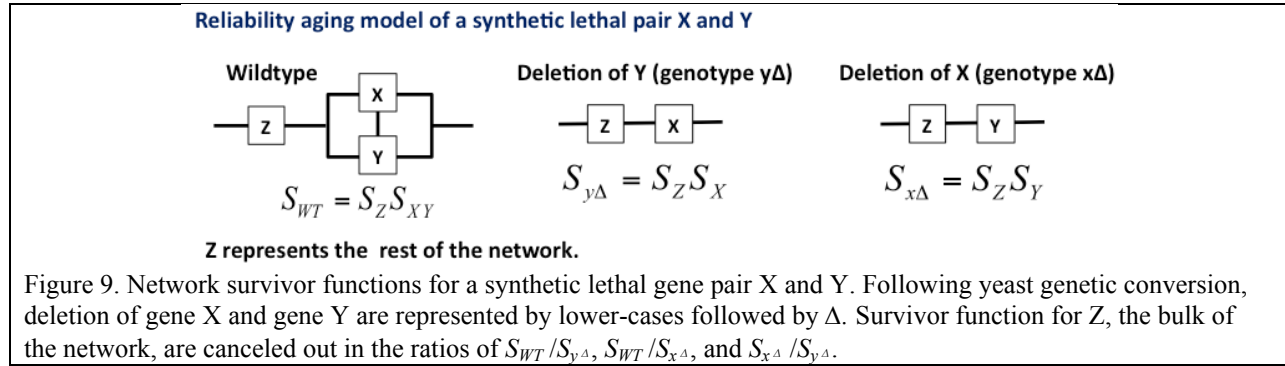 Reliability aging model of a synthetic lethal pair X and Y
Wildtype
Deletion of Y (genotype yΔ)
Deletion of X (genotype xΔ)
Z
X
Y
Z X
Z Y
S_WT = S_Z S_XY
S_yΔ = S_Z S_X
S_xΔ = S_Z S_Y
Z represents the rest of the network.
Figure 9. Network survivor functions for a synthetic lethal gene pair X and Y. Following yeast genetic conversion,
deletion of gene X and gene Y are represented by lower-cases followed by Δ. Survivor function for Z, the bulk of
the network, are canceled out in the ratios of S_WT /S_yΔ, S_WT /S_xΔ, and S_xΔ /S_yΔ.